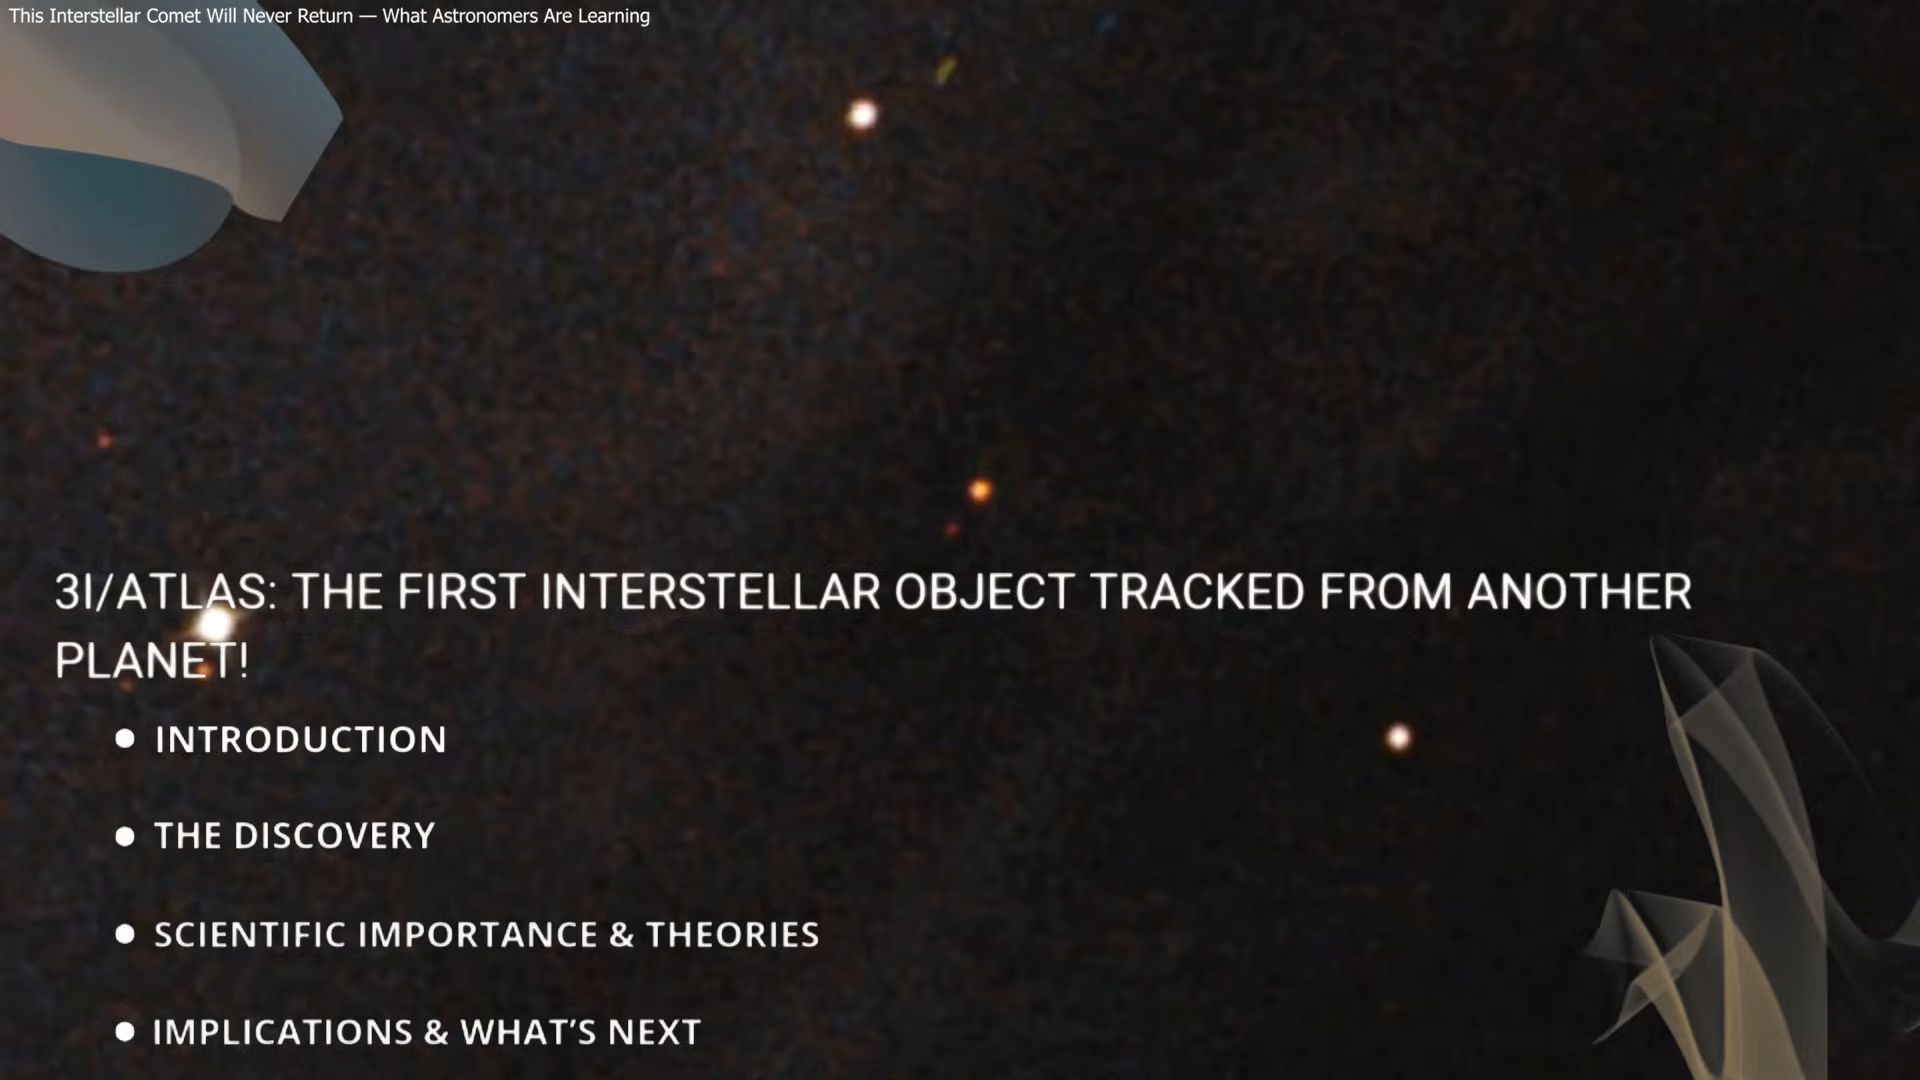 This Interstellar Comet Will Never Return — What Astronomers Are Learning
3I/ATLAS: THE FIRST INTERSTELLAR OBJECT TRACKED FROM ANOTHER
PLANET!
● INTRODUCTION
● THE DISCOVERY
● SCIENTIFIC IMPORTANCE & THEORIES
● IMPLICATIONS & WHAT’S NEXT